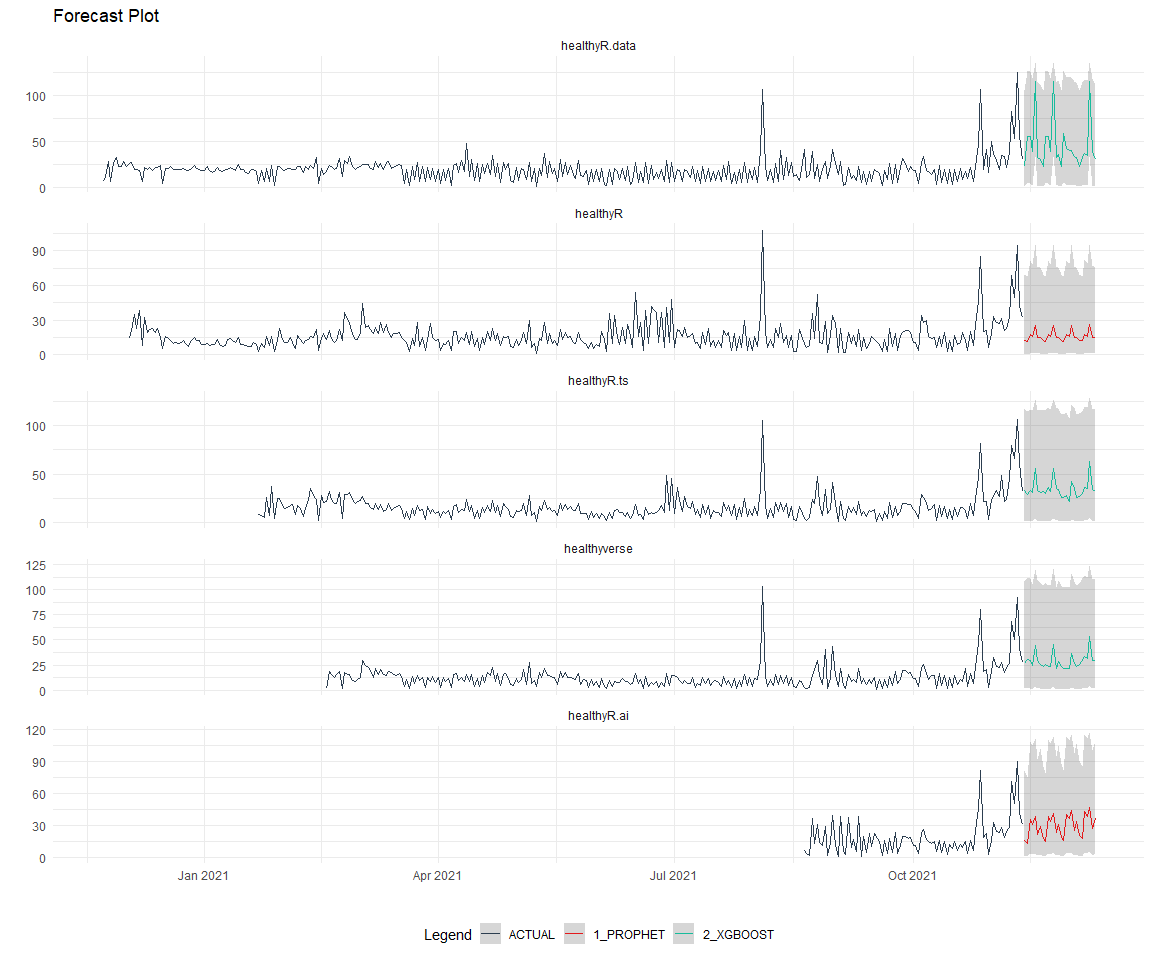 Forecast Plot
healthyR.data
100
50
0
healthyR
90
60
30
0
healthyR.ts
100
50
0
healthyverse
125
100
75
50
25
0
healthyR.ai
120
90
60
30
0
Jan 2021 Apr 2021 Jul 2021 Oct 2021
Legend ACTUAL 1_PROPHET 2_XGBOOST